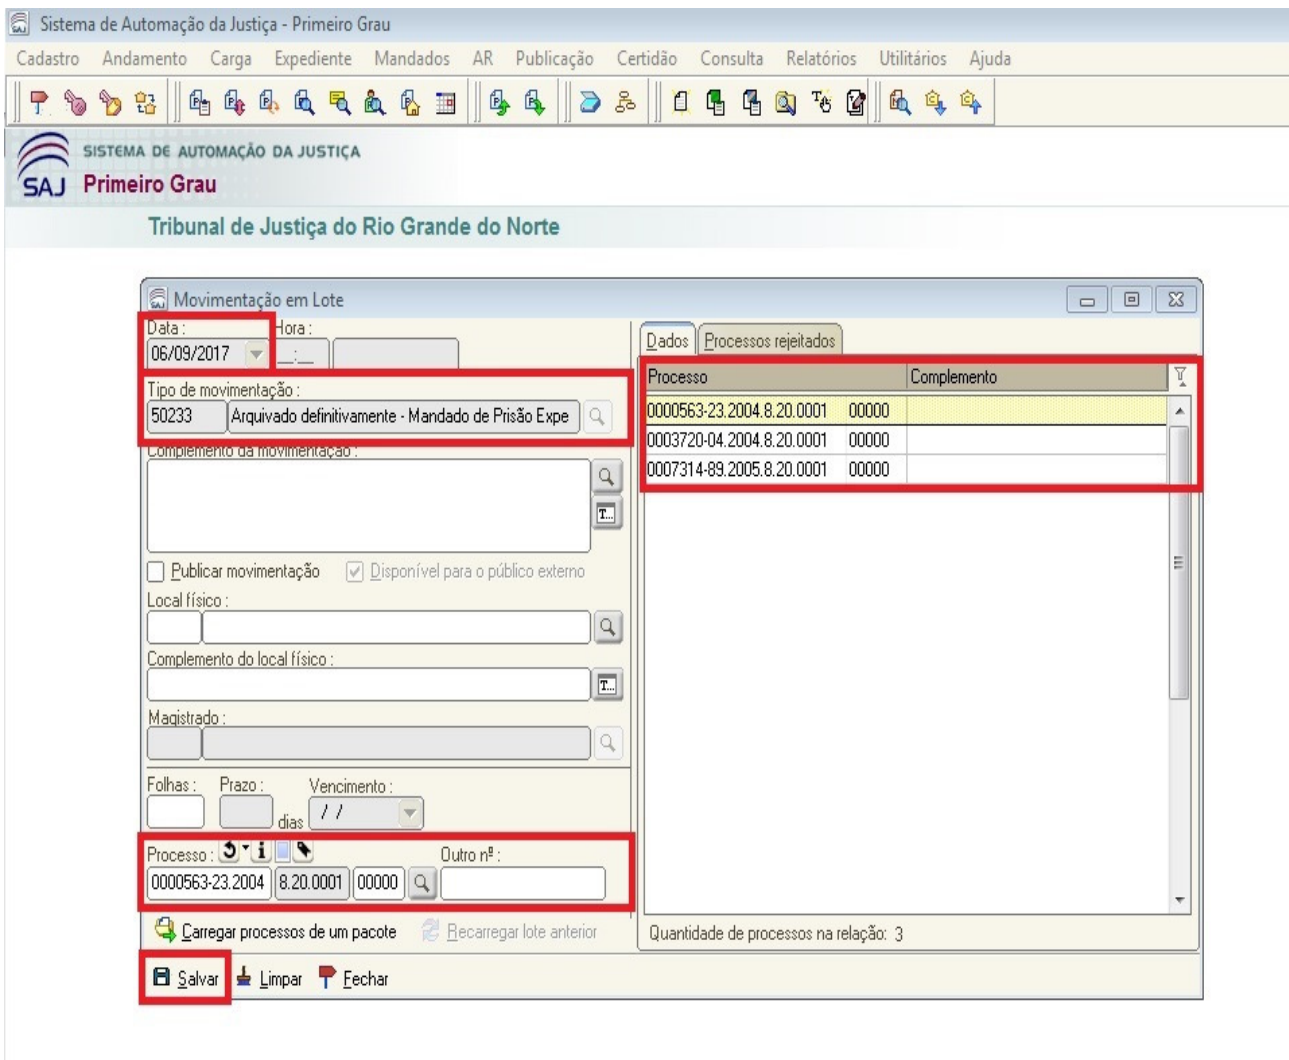 Sistema de Automação da Justiça - Primeiro Grau
Cadastro Andamento Carga Expediente Mandados AR Publicação Certidão Consulta Relatórios Utilitários Ajuda
SISTEMA DE AUTOMAÇÃO DA JUSTIÇA
SAJ Primeiro Grau
Tribunal de Justiça do Rio Grande do Norte
Movimentação em Lote
Data : Hora :
06/09/2017 __:__
Tipo de movimentação :
50233 Arquivado definitivamente - Mandado de Prisão Expe
Complemento da movimentação :
Publicar movimentação Disponível para o público externo
Local físico :
Complemento do local físico :
Magistrado :
Folhas : Prazo : Vencimento :
dias / /
Processo : Outro nº :
0000563-23.2004 8.20.0001 00000
Carregar processos de um pacote Recarregar lote anterior
Salvar Limpar Fechar
Dados Processos rejeitados
Processo Complemento
0000563-23.2004.8.20.0001 00000
0003720-04.2004.8.20.0001 00000
0007314-89.2005.8.20.0001 00000
Quantidade de processos na relação: 3